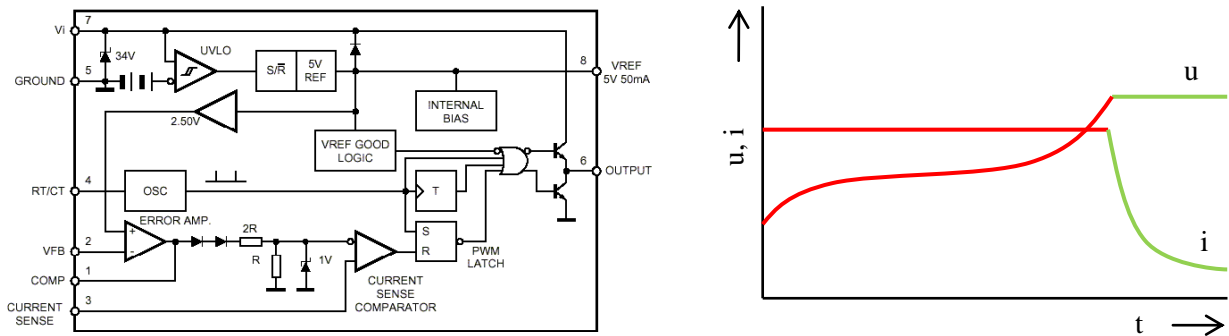 7
Vi
34V
UVLO
GROUND
5
S/R̅
5V
REF
8
VREF
5V 50mA
2.50V
INTERNAL
BIAS
VREF GOOD
LOGIC
6
OUTPUT
4
RT/CT
OSC
T
ERROR AMP.
+
-
2R
S
R
VFB
2
R
1V
PWM
LATCH
COMP
1
CURRENT
SENSE
COMPARATOR
CURRENT
SENSE
3
u, i
u
i
t